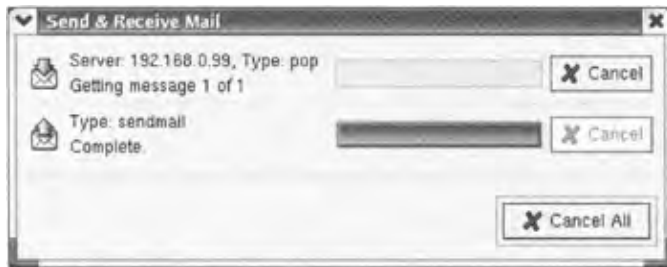 Send & Receive Mail
Server: 192.168.0.99, Type: pop
Getting message 1 of 1
Cancel
Type: sendmail
Complete.
Cancel
Cancel All